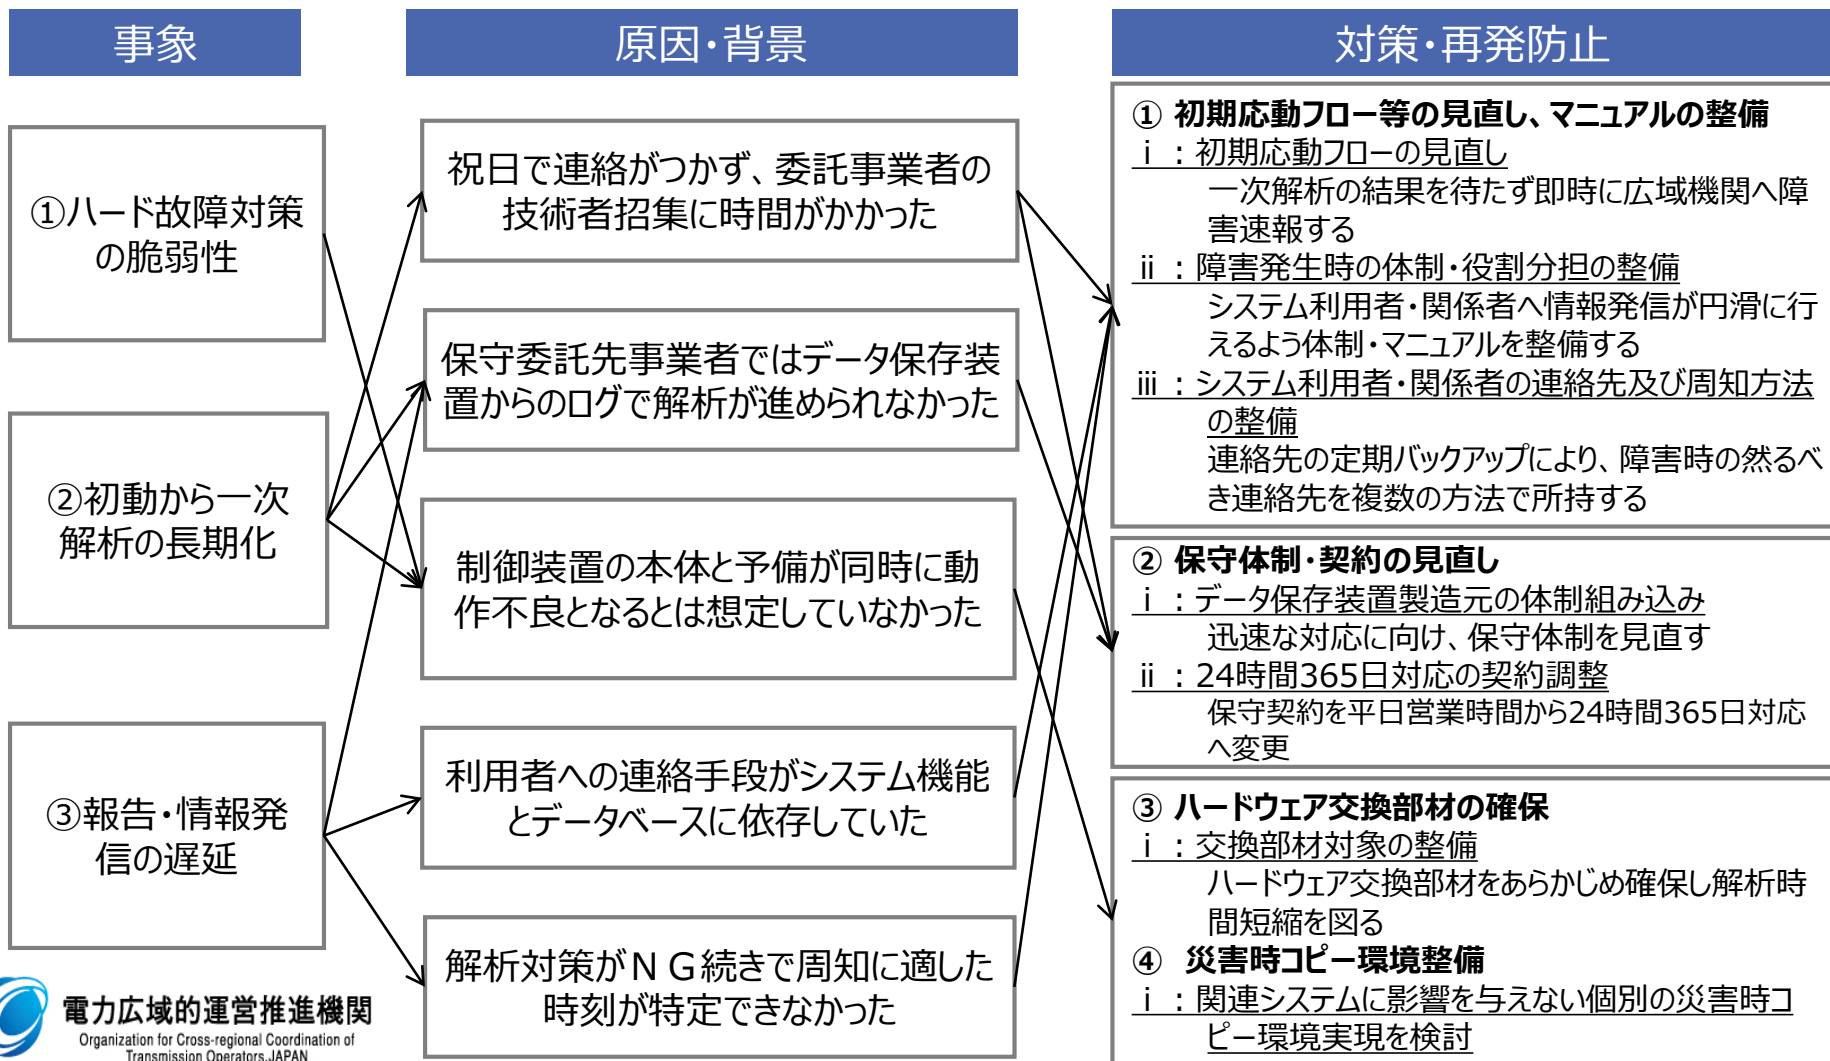 事象
原因・背景
対策・再発防止
①ハード故障対策
の脆弱性
②初動から一次
解析の長期化
③報告・情報発
信の遅延
祝日で連絡がつかず、委託事業者の
技術者招集に時間がかかった
保守委託先事業者ではデータ保存装
置からのログで解析が進められなかった
制御装置の本体と予備が同時に動
作不良となるとは想定していなかった
利用者への連絡手段がシステム機能
とデータベースに依存していた
解析対策がNG続きで周知に適した
時刻が特定できなかった
① 初期応動フロー等の見直し、マニュアルの整備
ⅰ：初期応動フローの見直し
一次解析の結果を待たず即時に広域機関へ障
害速報する
ⅱ：障害発生時の体制・役割分担の整備
システム利用者・関係者へ情報発信が円滑に行
えるよう体制・マニュアルを整備する
ⅲ：システム利用者・関係者の連絡先及び周知方法
の整備
連絡先の定期バックアップにより、障害時の然るべ
き連絡先を複数の方法で所持する
② 保守体制・契約の見直し
ⅰ：データ保存装置製造元の体制組み込み
迅速な対応に向け、保守体制を見直す
ⅱ：24時間365日対応の契約調整
保守契約を平日営業時間から24時間365日対応
へ変更
③ ハードウェア交換部材の確保
ⅰ：交換部材対象の整備
ハードウェア交換部材をあらかじめ確保し解析時
間短縮を図る
④ 災害時コピー環境整備
ⅰ：関連システムに影響を与えない個別の災害時コ
ピー環境実現を検討
電力広域的運営推進機関
Organization for Cross-regional Coordination of
Transmission Operators,JAPAN